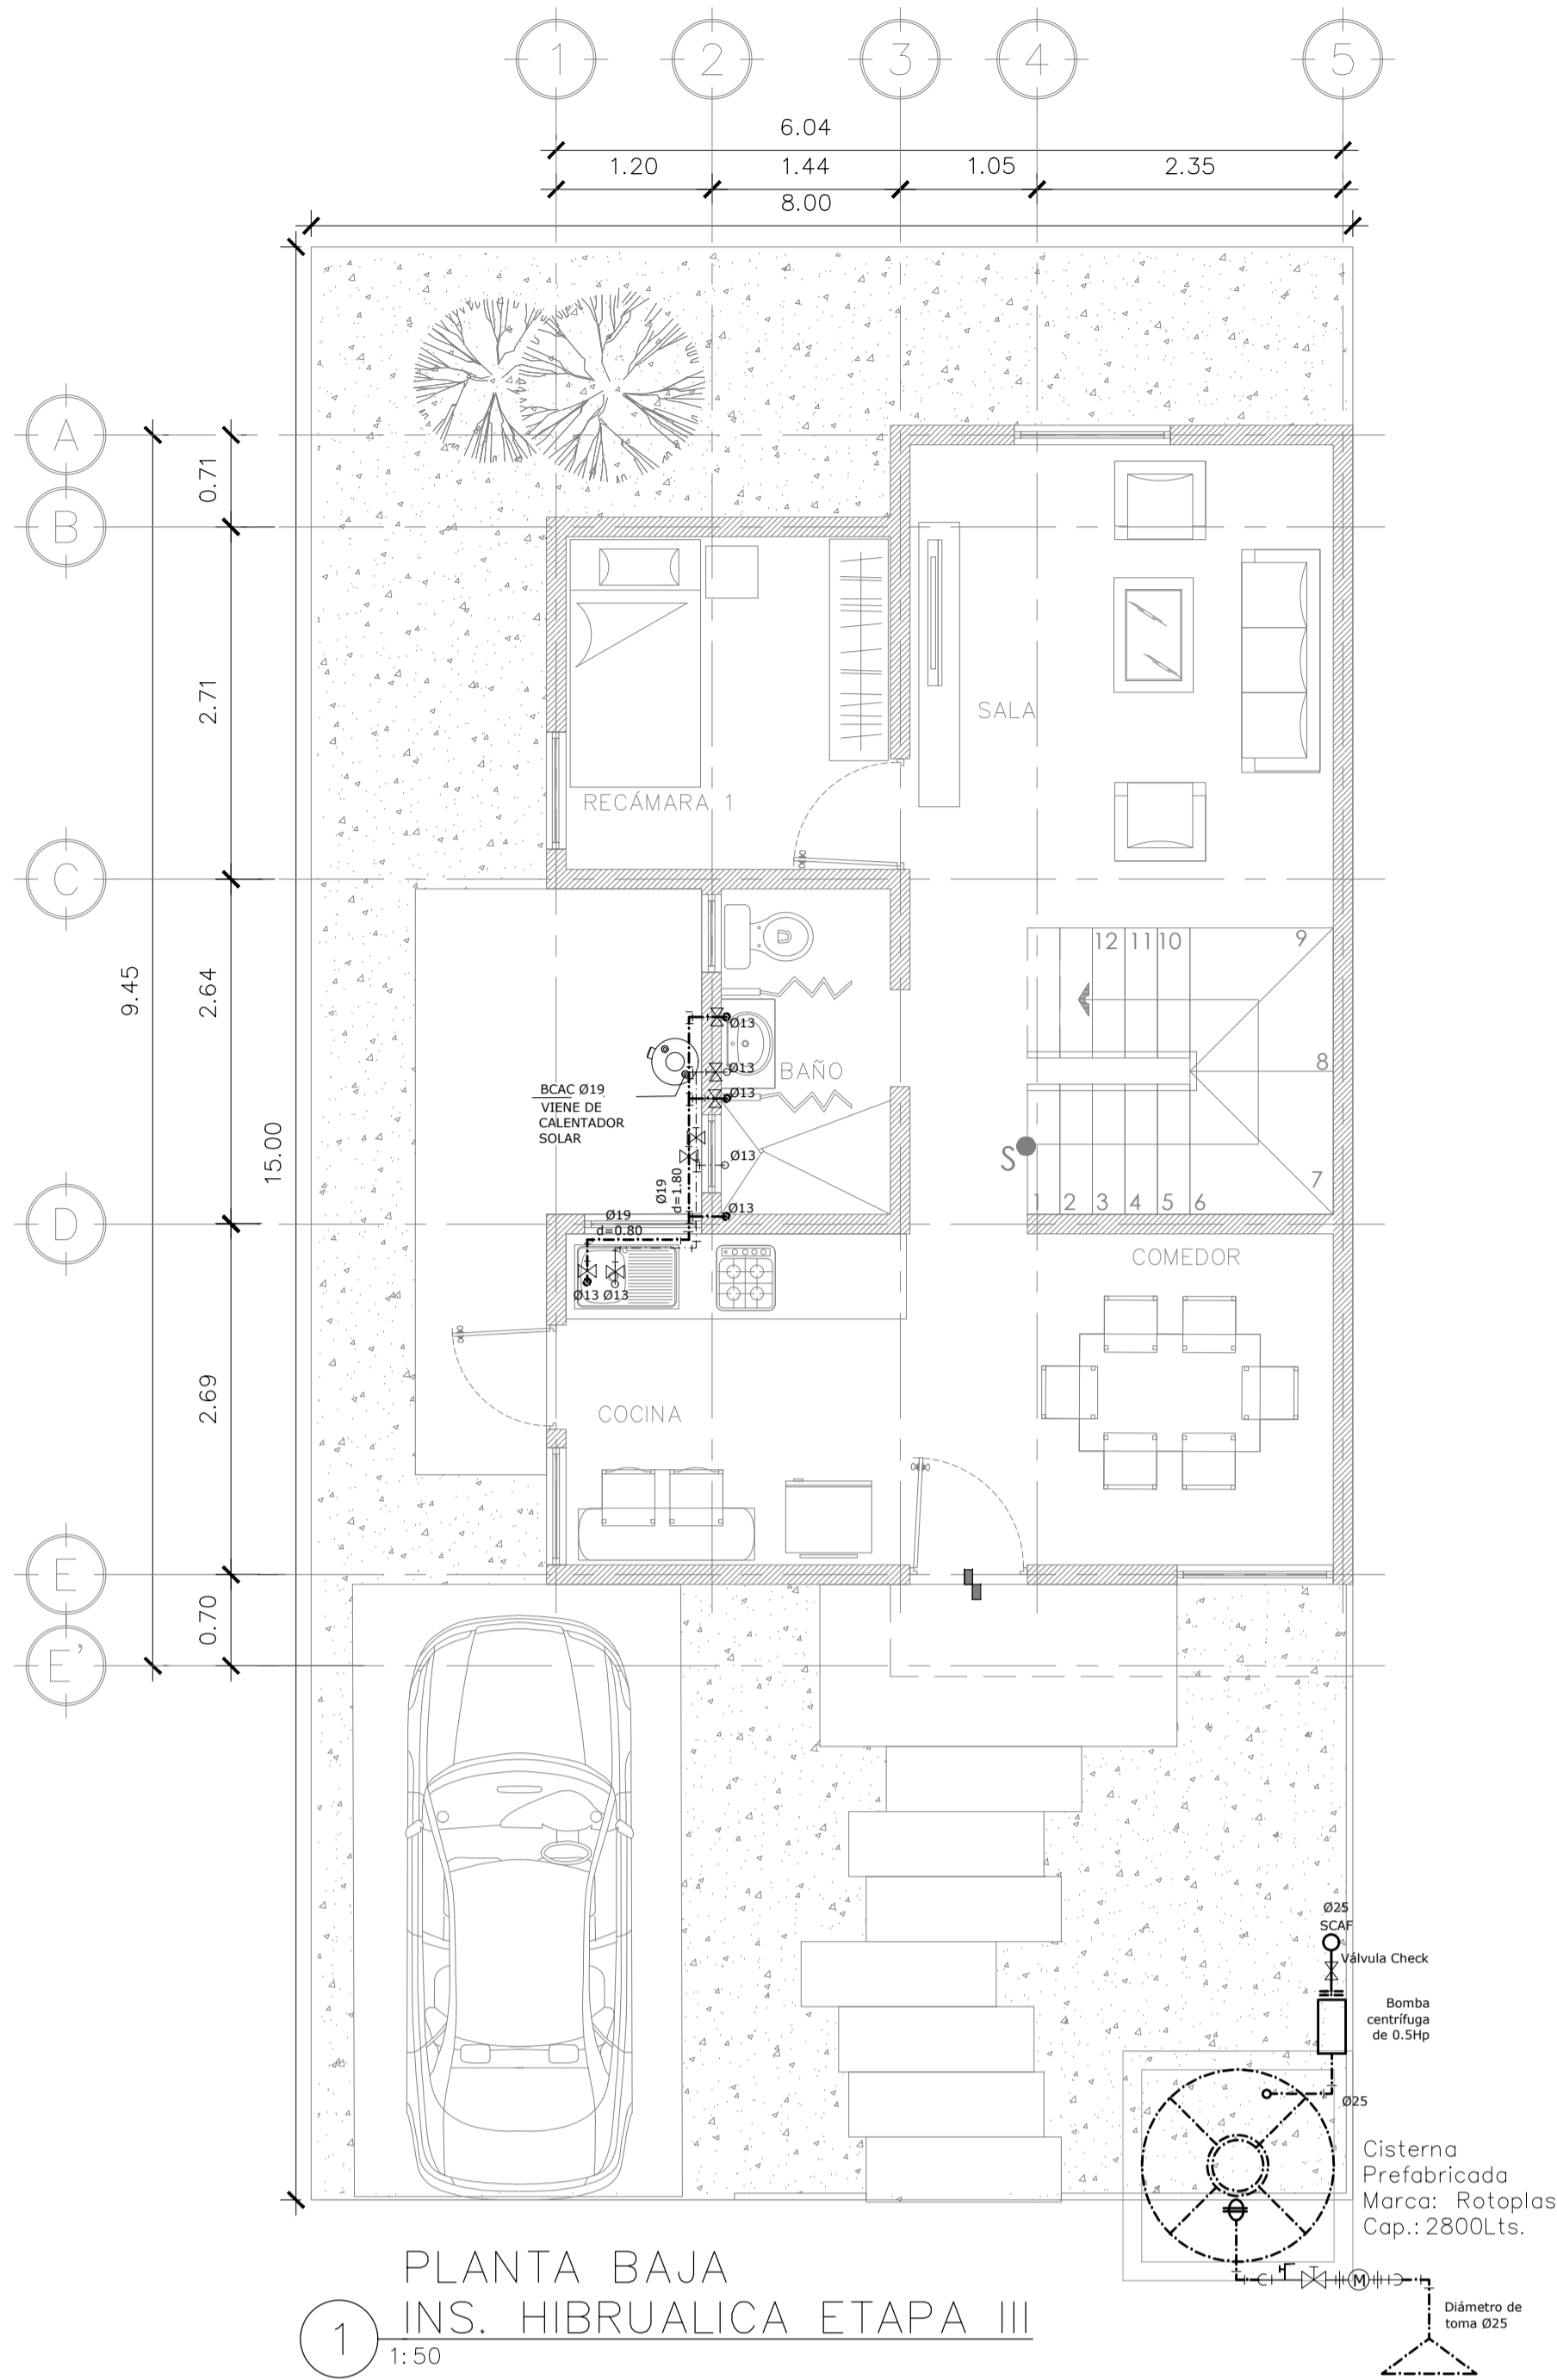 1
2
3
4
5
6.04
1.20
1.44
1.05
2.35
8.00
A
B
C
D
E
E’
0.71
2.71
2.64
2.69
0.70
9.45
15.00
SALA
RECÁMARA 1
12
11
10
9
8
7
S
1
2
3
4
5
6
Ø13
Ø13
Ø13
Ø13
Ø13
BAÑO
BCAC Ø19
VIENE DE
CALENTADOR
SOLAR
Ø19
d=1.80
Ø19
d=0.80
Ø13 Ø13
COMEDOR
COCINA
Ø25
SCAF
Válvula Check
Bomba
centrífuga
de 0.5Hp
Ø25
Cisterna
Prefabricada
Marca: Rotoplas
Cap.: 2800Lts.
M
Diámetro de
toma Ø25
PLANTA BAJA
INS. HIBRUALICA ETAPA III
1
1:50